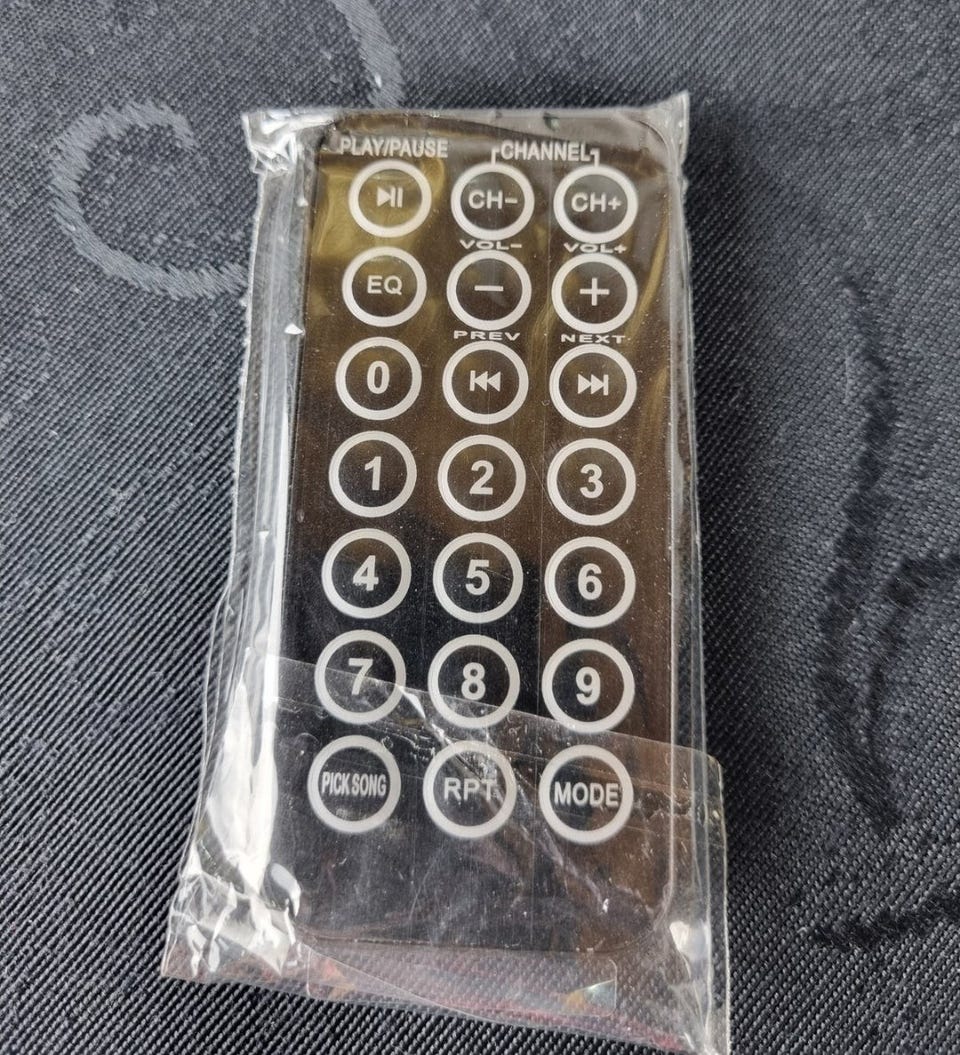 PLAY/PAUSE CHANNEL
CH- CH+
VOL- VOL+
EQ - +
PREV NEXT
0
1 2 3
4 5 6
7 8 9
PICK SONG RPT MODE